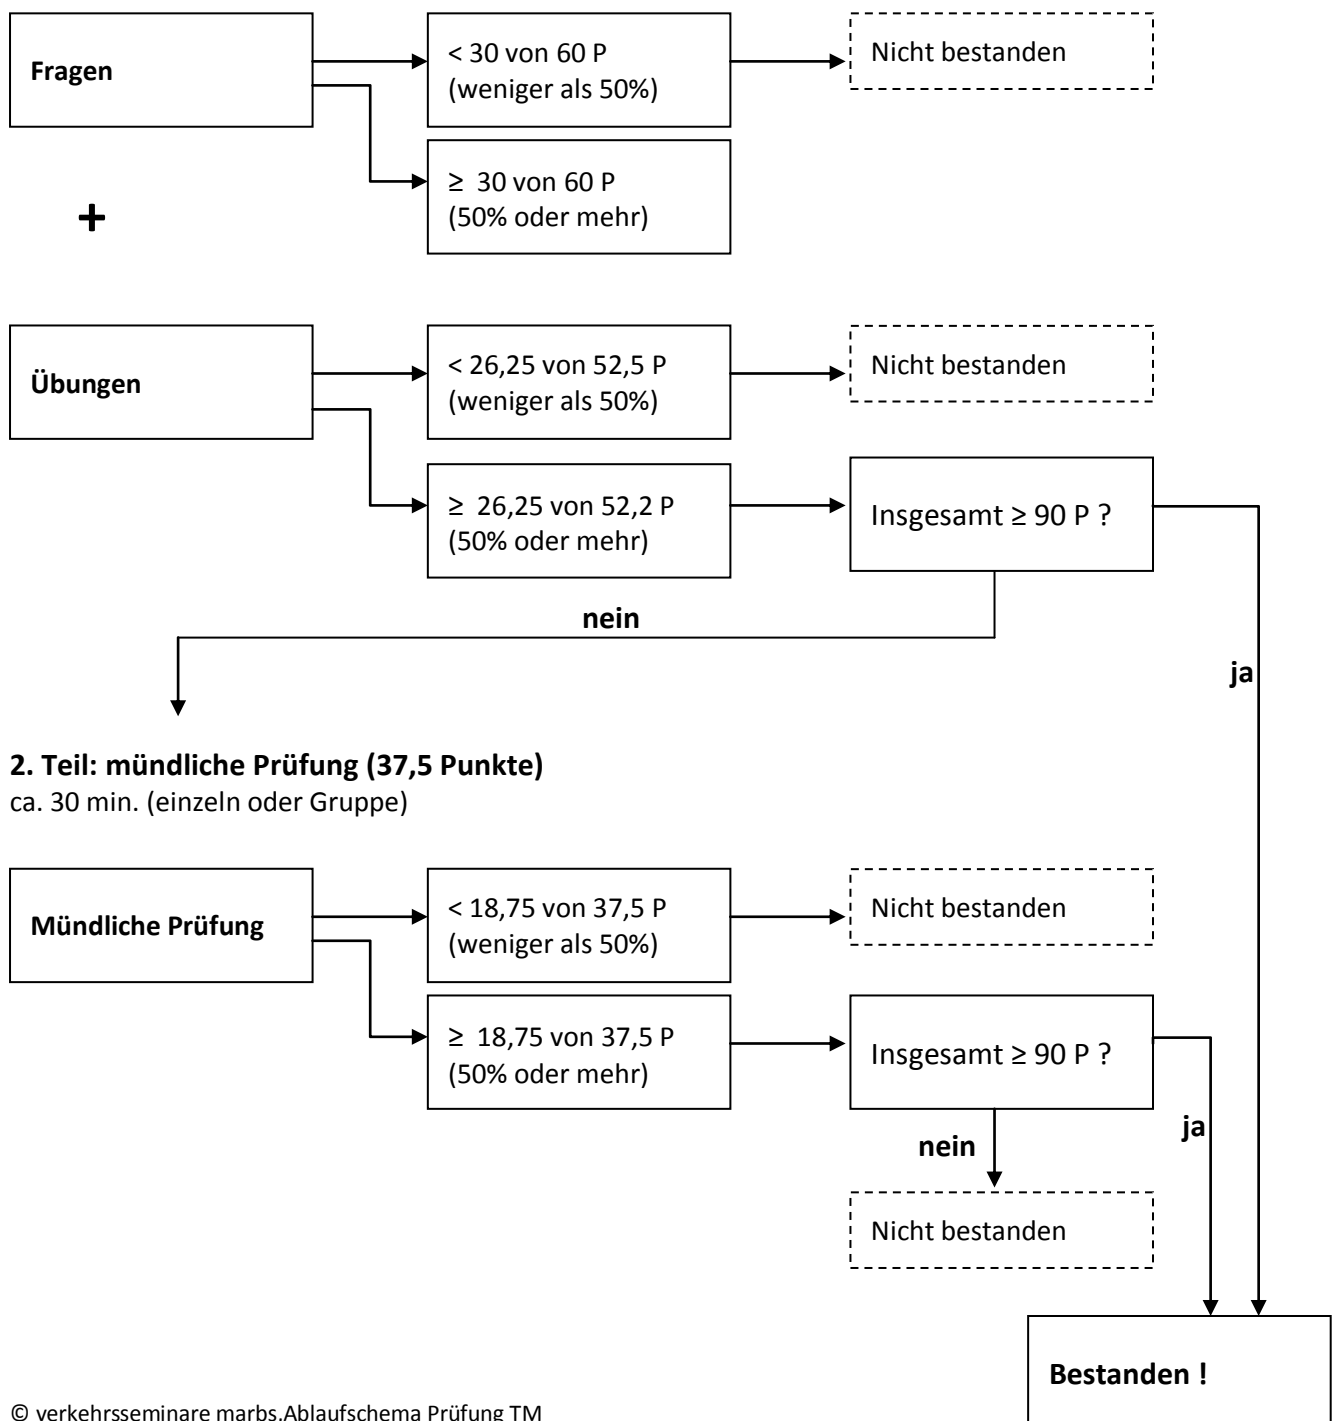 Fragen
< 30 von 60 P
(weniger als 50%)
Nicht bestanden
≥ 30 von 60 P
(50% oder mehr)
+
Übungen
< 26,25 von 52,5 P
(weniger als 50%)
Nicht bestanden
≥ 26,25 von 52,2 P
(50% oder mehr)
Insgesamt ≥ 90 P ?
nein
ja
2. Teil: mündliche Prüfung (37,5 Punkte)
ca. 30 min. (einzeln oder Gruppe)
Mündliche Prüfung
< 18,75 von 37,5 P
(weniger als 50%)
Nicht bestanden
≥ 18,75 von 37,5 P
(50% oder mehr)
Insgesamt ≥ 90 P ?
nein
ja
Nicht bestanden
Bestanden !
© verkehrsseminare marbs.Ablaufschema Prüfung TM